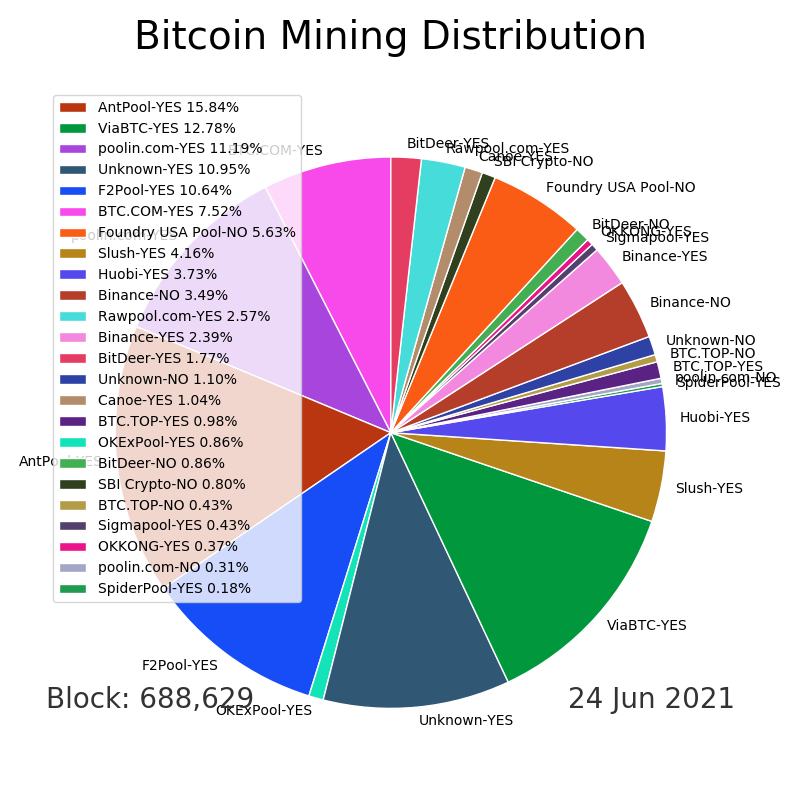 Bitcoin Mining Distribution
AntPool-YES 15.84%
ViaBTC-YES 12.78%
poolin.com-YES 11.19%
Unknown-YES 10.95%
F2Pool-YES 10.64%
BTC.COM-YES 7.52%
Foundry USA Pool-NO 5.63%
Slush-YES 4.16%
Huobi-YES 3.73%
Binance-NO 3.49%
Rawpool.com-YES 2.57%
Binance-YES 2.39%
BitDeer-YES 1.77%
Unknown-NO 1.10%
Canoe-YES 1.04%
BTC.TOP-YES 0.98%
OKExPool-YES 0.86%
BitDeer-NO 0.86%
SBI Crypto-NO 0.80%
BTC.TOP-NO 0.43%
Sigmapool-YES 0.43%
OKKONG-YES 0.37%
poolin.com-NO 0.31%
SpiderPool-YES 0.18%
BTC.COM-YES
poolin.com-YES
AntPool-YES
F2Pool-YES
OKExPool-YES
Unknown-YES
ViaBTC-YES
Slush-YES
Huobi-YES
SpiderPool-YES
poolin.com-NO
BTC.TOP-YES
BTC.TOP-NO
Unknown-NO
Binance-NO
Binance-YES
Sigmapool-YES
OKKONG-YES
BitDeer-NO
Foundry USA Pool-NO
SBI Crypto-NO
Canoe-YES
Rawpool.com-YES
BitDeer-YES
Block: 688,629
24 Jun 2021